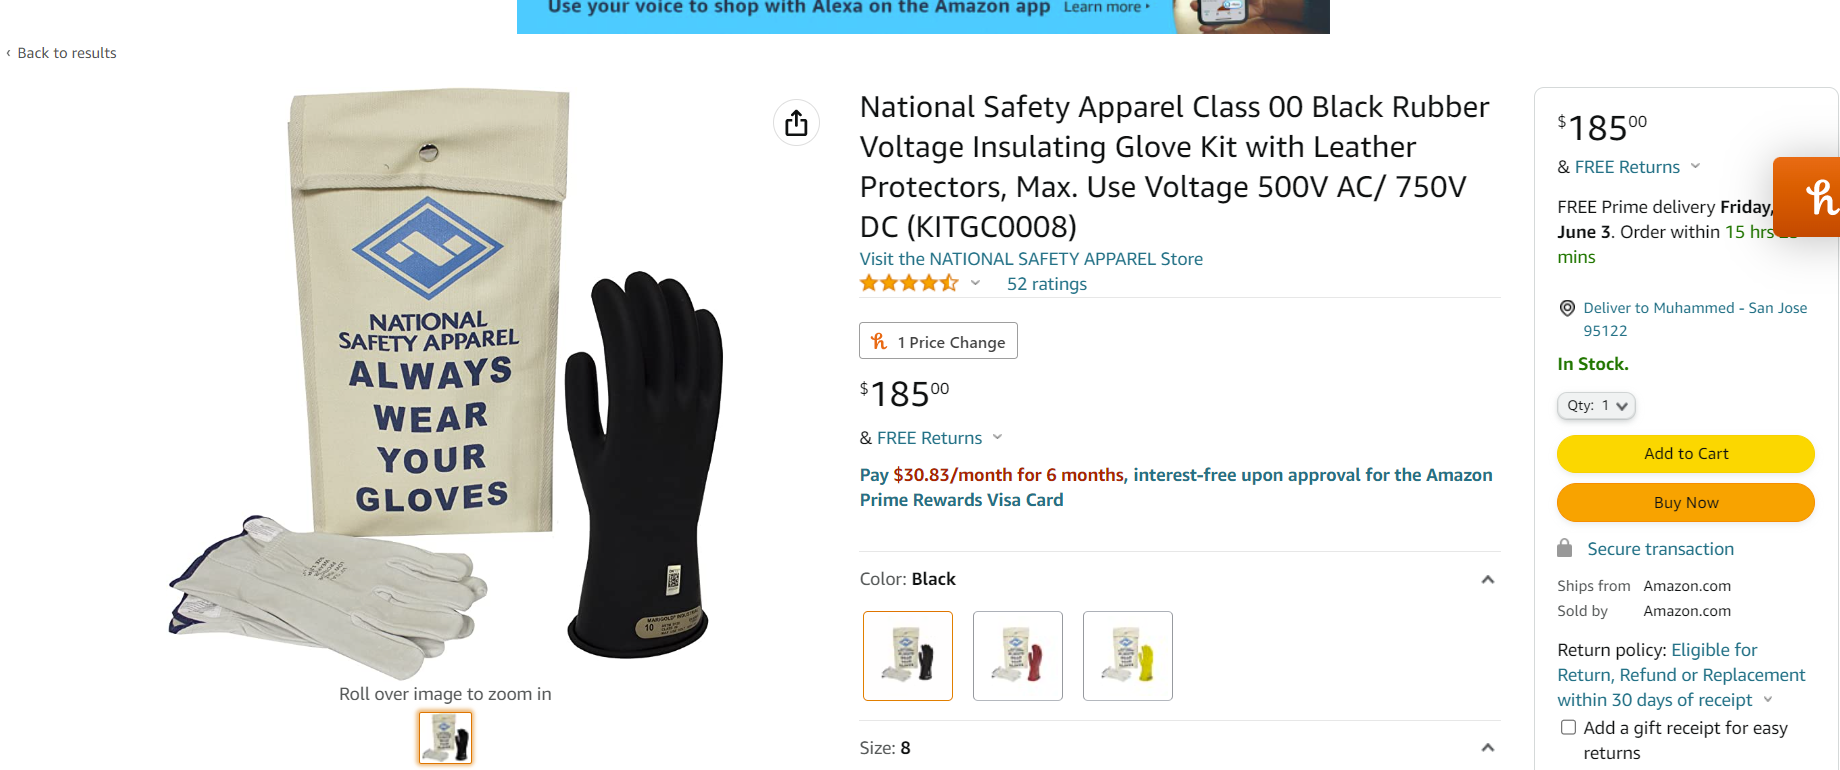 Use your voice to shop with Alexa on the Amazon app Learn more
‹ Back to results
NATIONAL
SAFETY APPAREL
ALWAYS
WEAR
YOUR
GLOVES
10
Roll over image to zoom in
National Safety Apparel Class 00 Black Rubber
Voltage Insulating Glove Kit with Leather
Protectors, Max. Use Voltage 500V AC/ 750V
DC (KITGC0008)
Visit the NATIONAL SAFETY APPAREL Store
52 ratings
1 Price Change
$185 00
& FREE Returns
Pay $30.83/month for 6 months, interest-free upon approval for the Amazon
Prime Rewards Visa Card
Color: Black
Size: 8
$185 00
& FREE Returns
FREE Prime delivery Friday,
June 3. Order within 15 hrs
mins
Deliver to Muhammed - San Jose
95122
In Stock.
Qty: 1
Add to Cart
Buy Now
Secure transaction
Ships from Amazon.com
Sold by Amazon.com
Return policy: Eligible for
Return, Refund or Replacement
within 30 days of receipt
Add a gift receipt for easy
returns